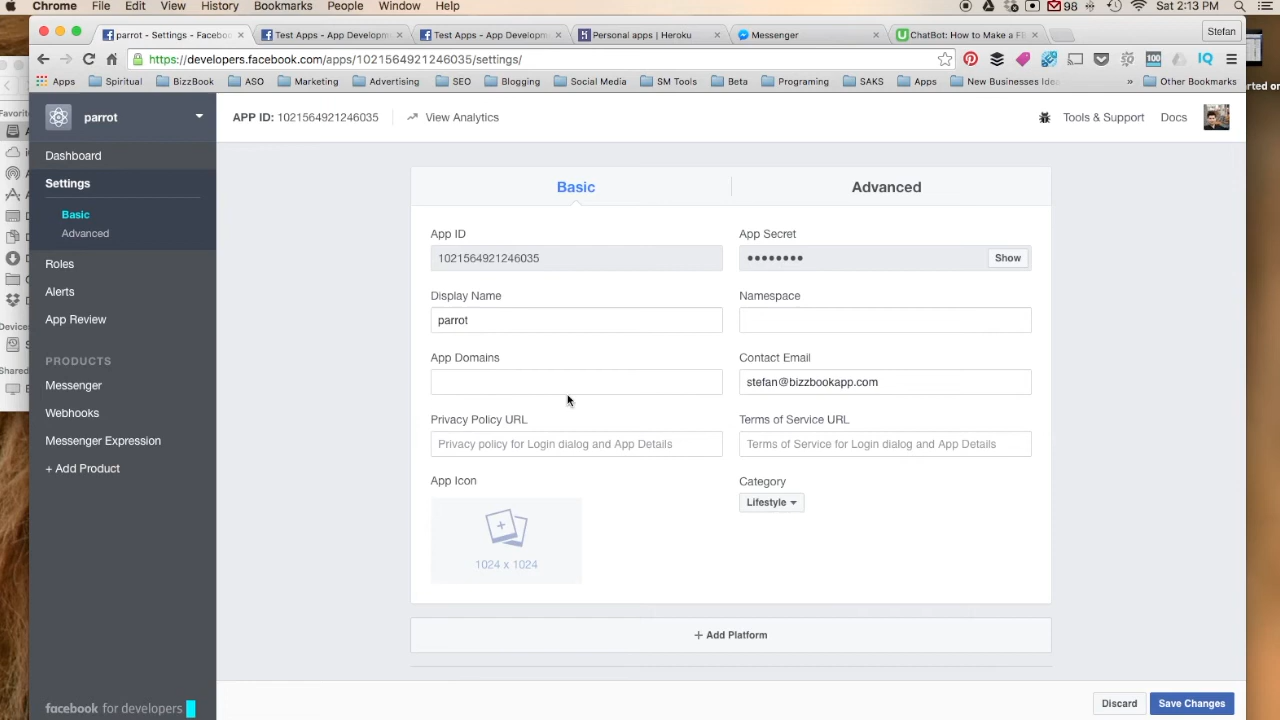 Chrome File Edit View History Bookmarks People Window Help 98 Sat 2:13 PM
parrot - Settings - Facebook Test Apps - App Developm Test Apps - App Developm Personal apps | Heroku Messenger ChatBot: How to Make a F Stefan
https://developers.facebook.com/apps/1021564921246035/settings/
Apps Spiritual BizzBook ASO Marketing Advertising SEO Blogging Social Media SM Tools Beta Programing SAKS Apps New Businesses Idea » Other Bookmarks
parrot
APP ID: 1021564921246035 View Analytics Tools & Support Docs
Dashboard
Settings
Basic
Advanced
Roles
Alerts
App Review
PRODUCTS
Messenger
Webhooks
Messenger Expression
+ Add Product
facebook for developers
Basic Advanced
App ID App Secret
1021564921246035 •••••••• Show
Display Name Namespace
parrot
App Domains Contact Email
stefan@bizzbookapp.com
Privacy Policy URL Terms of Service URL
Privacy policy for Login dialog and App Details Terms of Service for Login dialog and App Details
App Icon Category
Lifestyle
1024 x 1024
+ Add Platform
Discard Save Changes